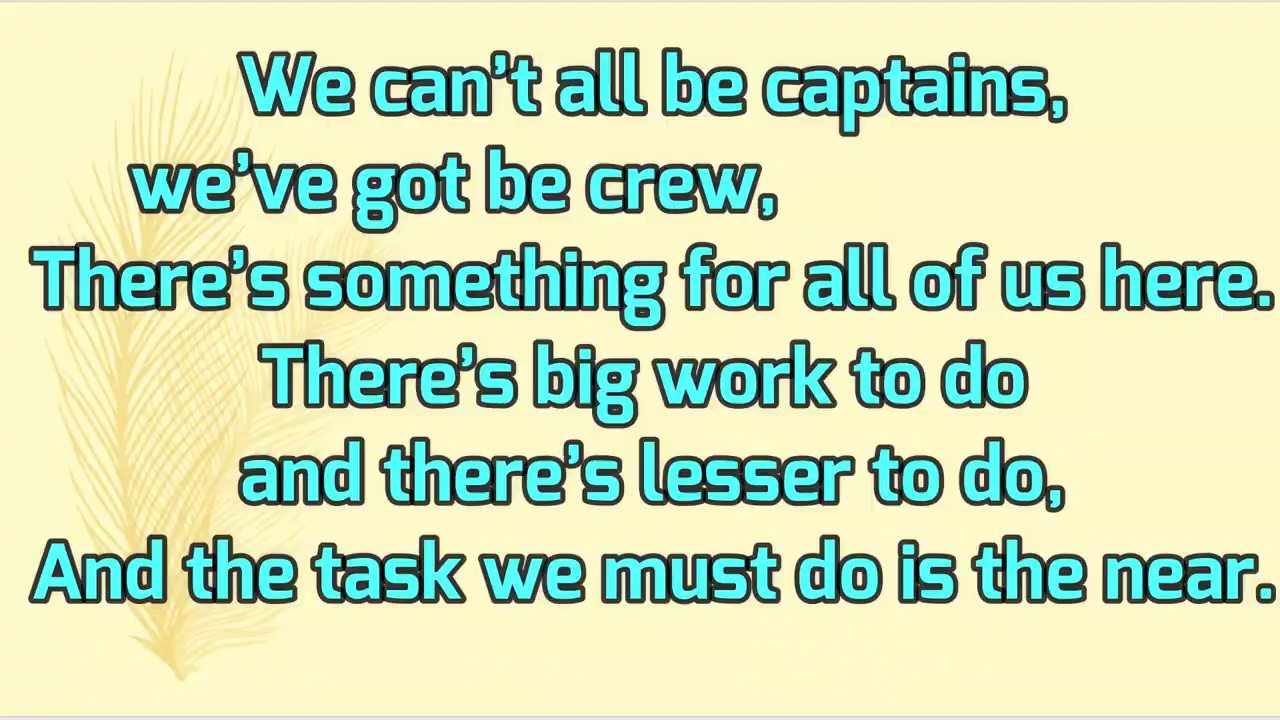 We can’t all be captains,
we’ve got be crew,
There’s something for all of us here.
There’s big work to do
and there’s lesser to do,
And the task we must do is the near.